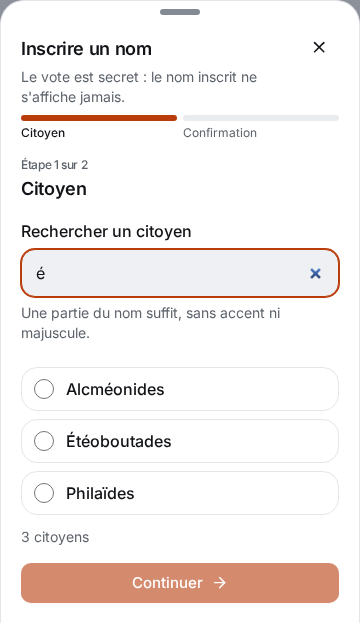 Inscrire un nom
Le vote est secret : le nom inscrit ne
s'affiche jamais.
Citoyen
Confirmation
Étape 1 sur 2
Citoyen
Rechercher un citoyen
é
Une partie du nom suffit, sans accent ni
majuscule.
Alcméonides
Étéoboutades
Philaïdes
3 citoyens
Continuer